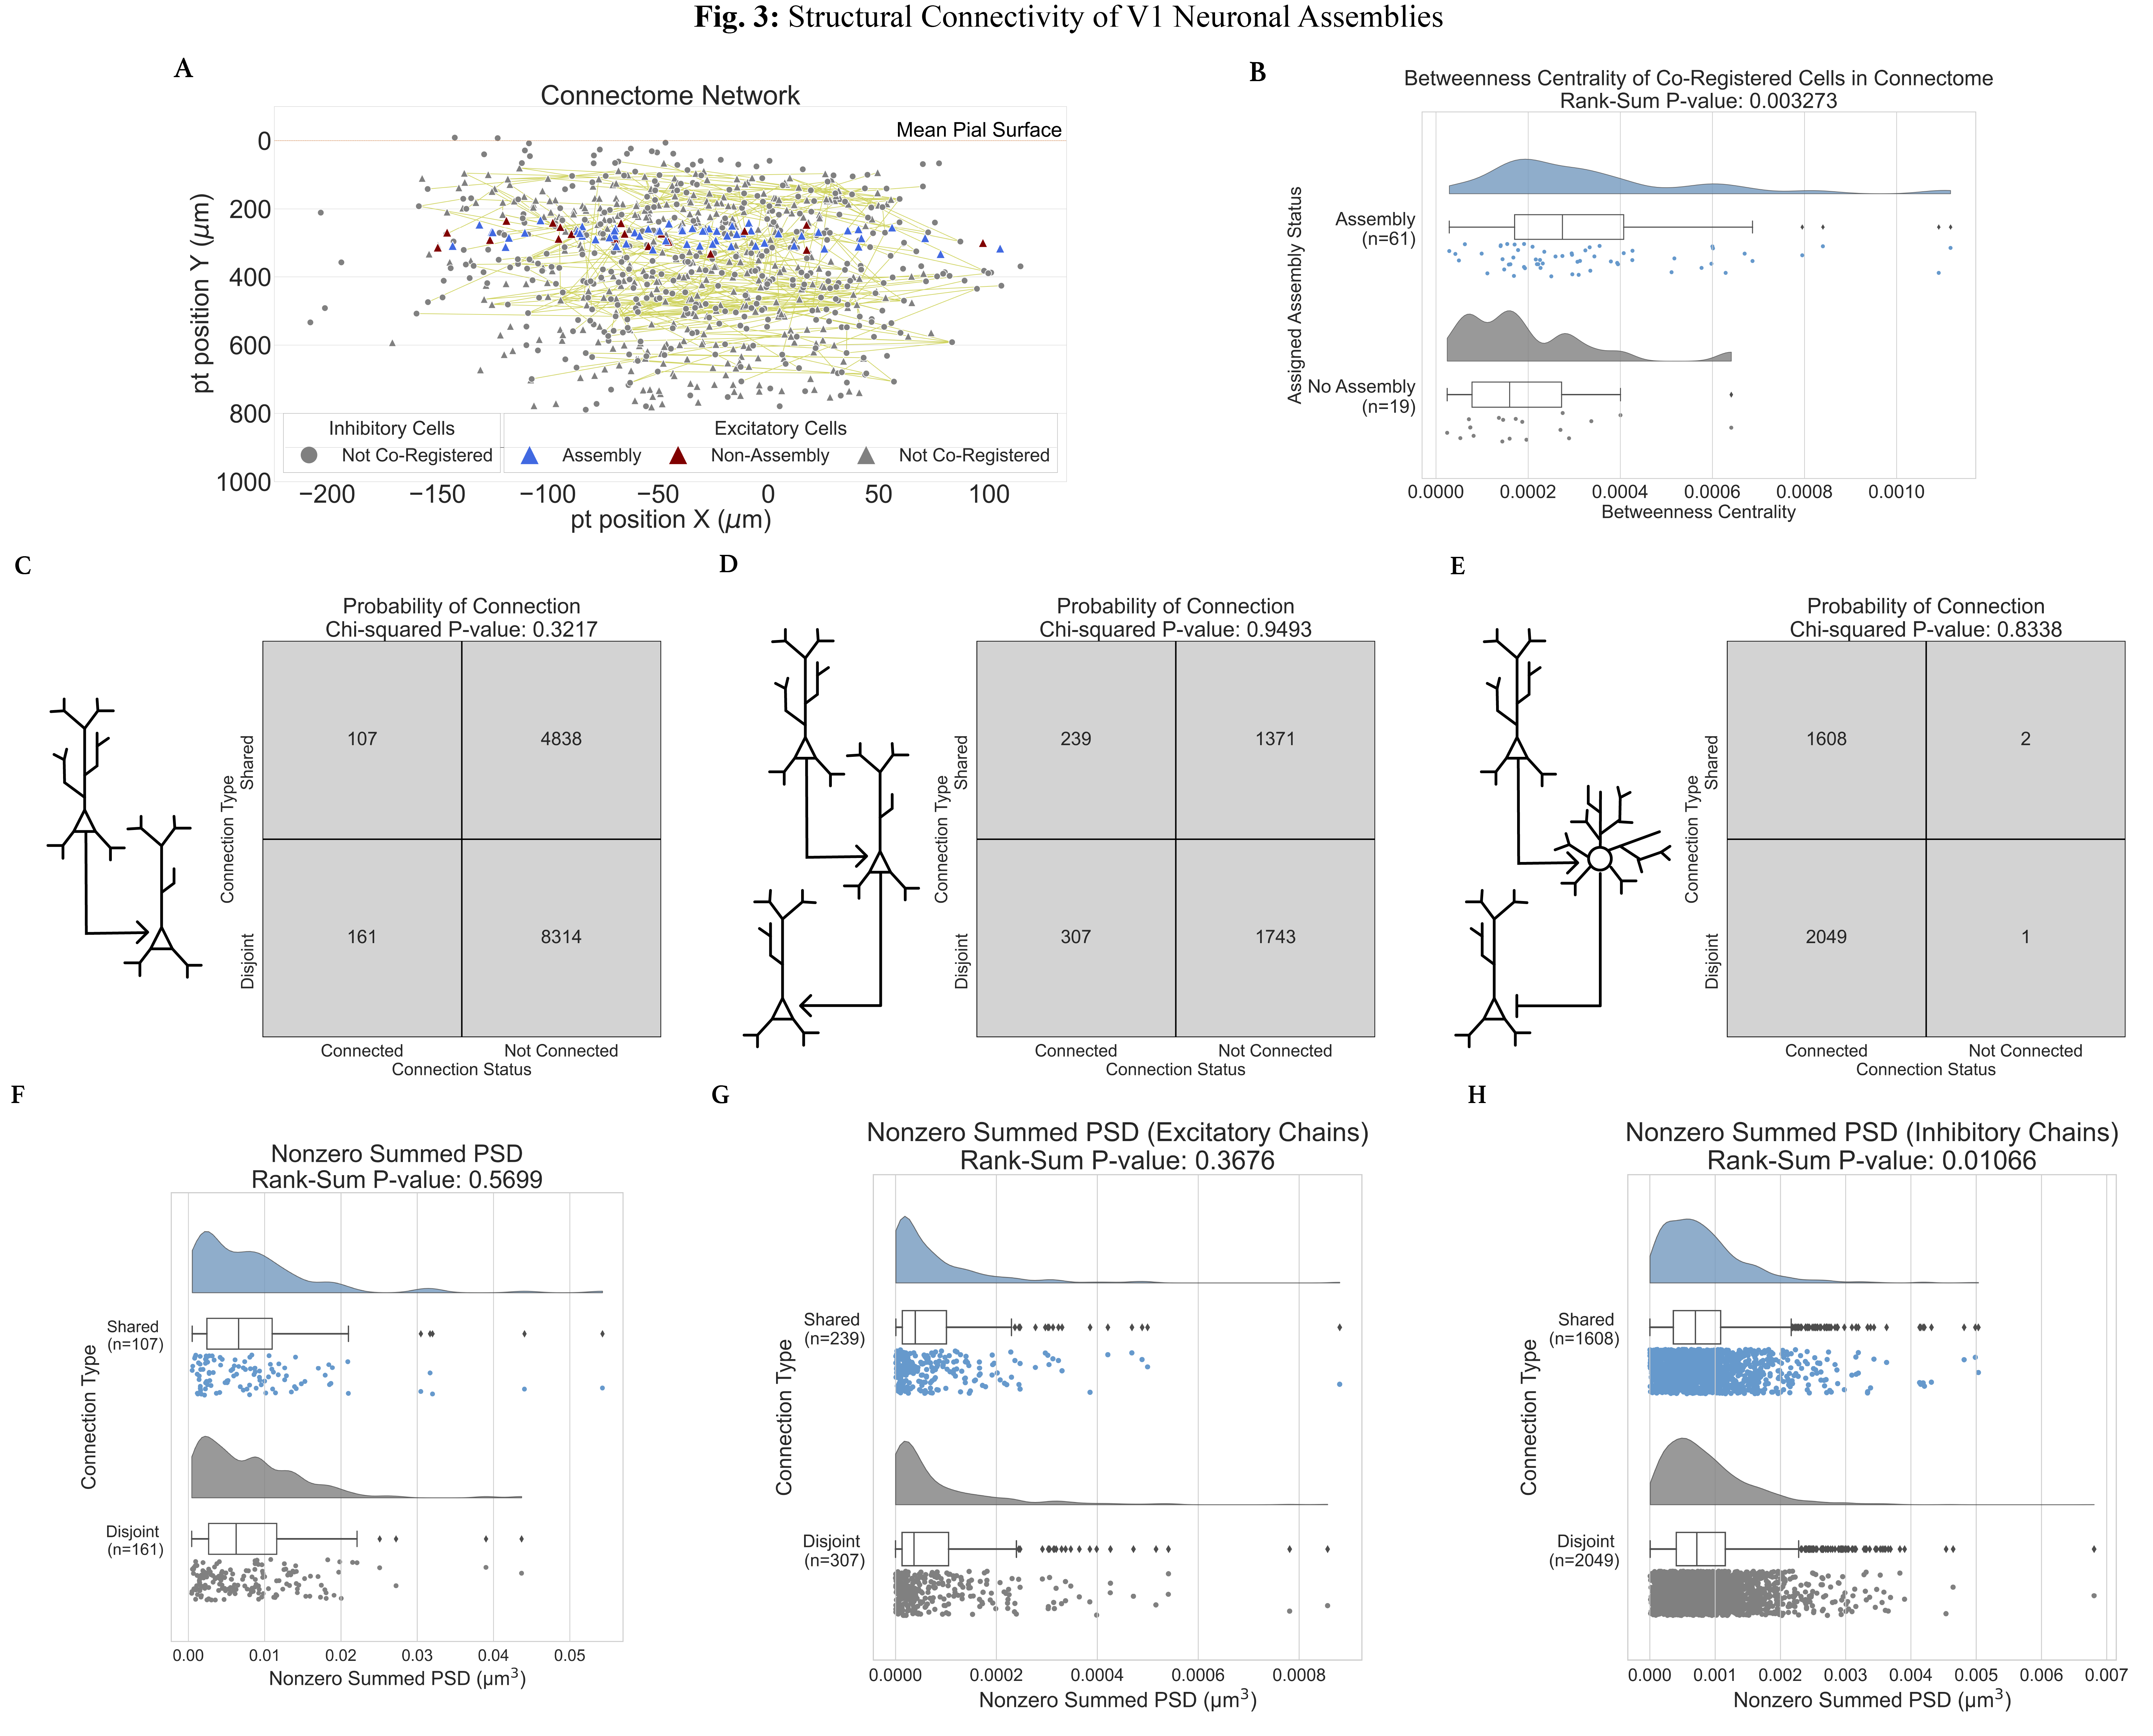 Fig. 3: Structural Connectivity of V1 Neuronal Assemblies
A
Connectome Network
Mean Pial Surface
0
200
400
600
800
1000
pt position Y (μm)
Inhibitory Cells
Not Co-Registered
Excitatory Cells
Assembly
Non-Assembly
Not Co-Registered
−200
−150
−100
−50
0
50
100
pt position X (μm)
B
Betweenness Centrality of Co-Registered Cells in Connectome
Rank-Sum P-value: 0.003273
Assigned Assembly Status
Assembly
(n=61)
No Assembly
(n=19)
0.0000
0.0002
0.0004
0.0006
0.0008
0.0010
Betweenness Centrality
C
Probability of Connection
Chi-squared P-value: 0.3217
Connection Type
Shared
Disjoint
107
4838
161
8314
Connected
Not Connected
Connection Status
D
Probability of Connection
Chi-squared P-value: 0.9493
Connection Type
Shared
Disjoint
239
1371
307
1743
Connected
Not Connected
Connection Status
E
Probability of Connection
Chi-squared P-value: 0.8338
Connection Type
Shared
Disjoint
1608
2
2049
1
Connected
Not Connected
Connection Status
F
Nonzero Summed PSD
Rank-Sum P-value: 0.5699
Connection Type
Shared
(n=107)
Disjoint
(n=161)
0.00
0.01
0.02
0.03
0.04
0.05
Nonzero Summed PSD (μm³)
G
Nonzero Summed PSD (Excitatory Chains)
Rank-Sum P-value: 0.3676
Connection Type
Shared
(n=239)
Disjoint
(n=307)
0.0000
0.0002
0.0004
0.0006
0.0008
Nonzero Summed PSD (μm³)
H
Nonzero Summed PSD (Inhibitory Chains)
Rank-Sum P-value: 0.01066
Connection Type
Shared
(n=1608)
Disjoint
(n=2049)
0.000
0.001
0.002
0.003
0.004
0.005
0.006
0.007
Nonzero Summed PSD (μm³)